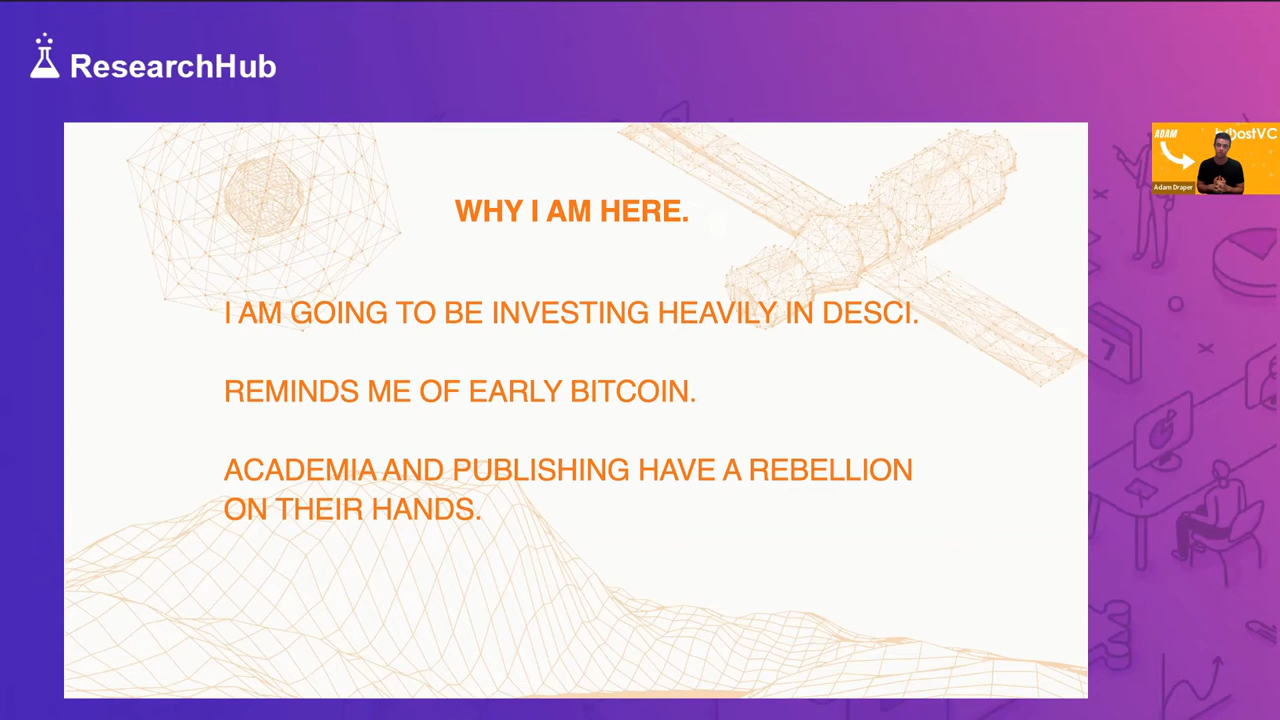 ResearchHub
WHY I AM HERE.
I AM GOING TO BE INVESTING HEAVILY IN DESCI.
REMINDS ME OF EARLY BITCOIN.
ACADEMIA AND PUBLISHING HAVE A REBELLION
ON THEIR HANDS.
ADAM
Adam Draper
7